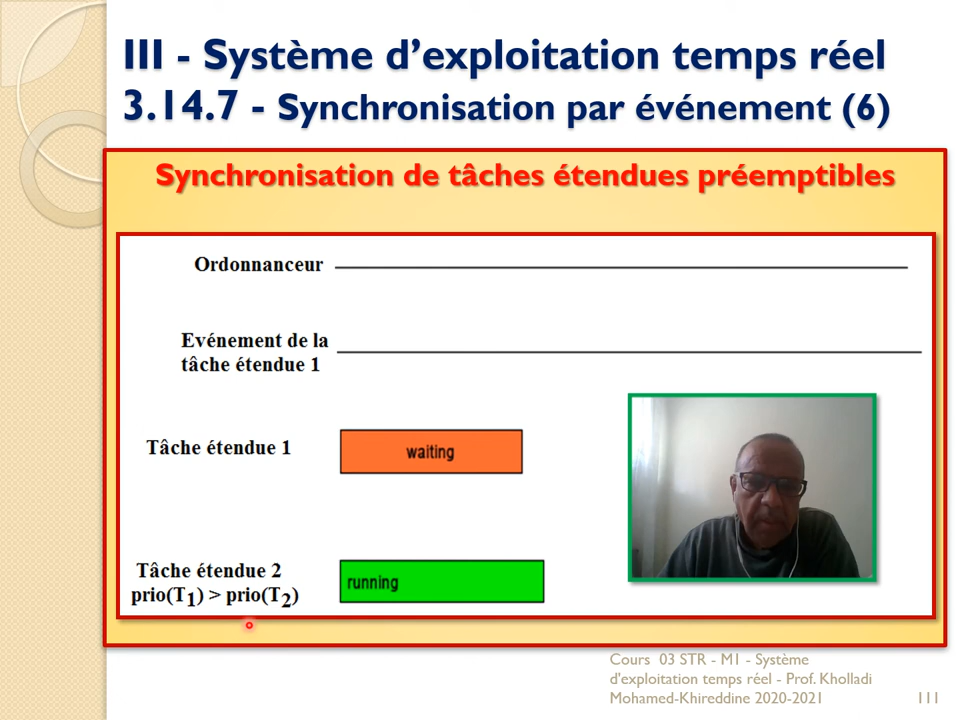 III - Système d’exploitation temps réel
3.14.7 - Synchronisation par événement (6)
Synchronisation de tâches étendues préemptibles
Ordonnanceur
Evénement de la
tâche étendue 1
Tâche étendue 1
waiting
Tâche étendue 2
prio(T1) > prio(T2)
running
Cours 03 STR - M1 - Système
d'exploitation temps réel - Prof. Kholladi
Mohamed-Khireddine 2020-2021
111